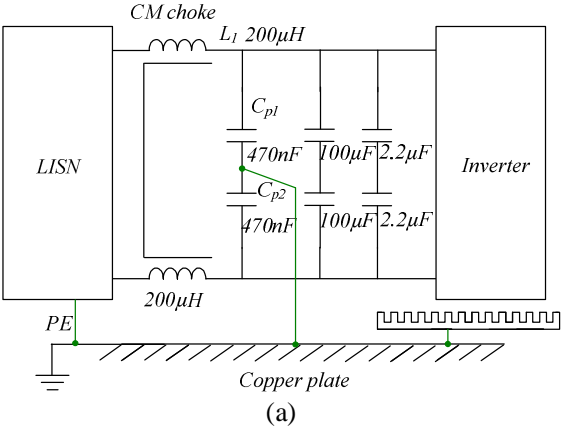 CM choke
L1 200μH
Cp1
470nF 100μF 2.2μF
LISN
Inverter
Cp2
470nF 100μF 2.2μF
200μH
PE
Copper plate
(a)